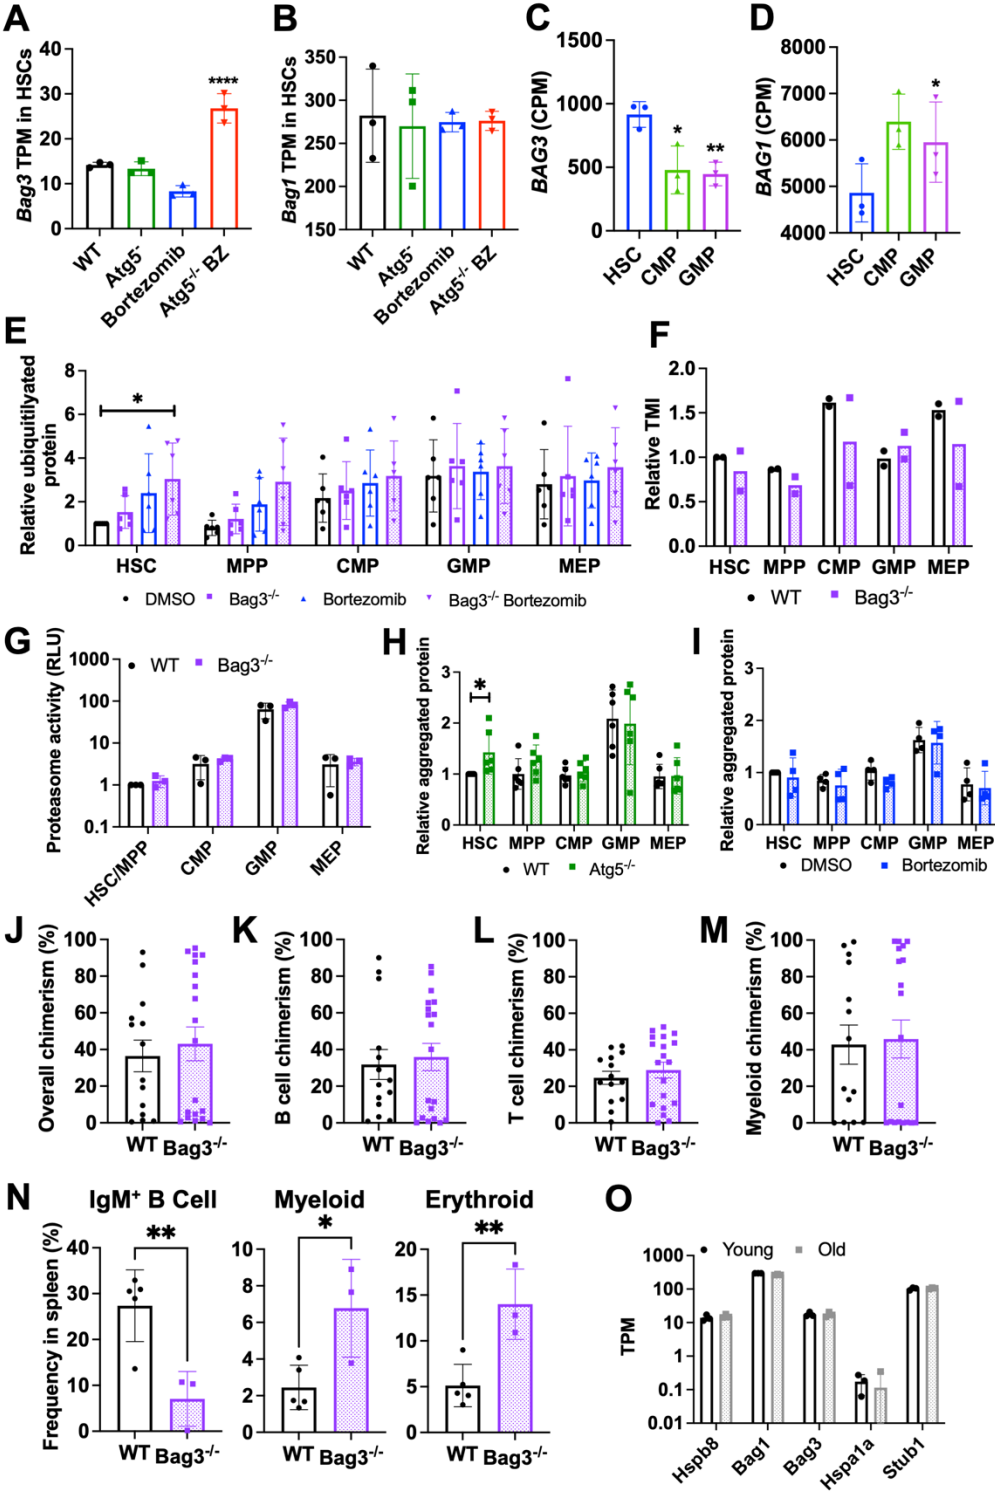 A
Bag3 TPM in HSCs
40
30
20
10
0
****
WT
Atg5-
Bortezomib
Atg5-/- BZ
B
Bag1 TPM in HSCs
350
300
250
200
150
WT
Atg5-
Bortezomib
Atg5-/- BZ
C
BAG3 (CPM)
1500
1000
500
0
*
**
HSC
CMP
GMP
D
BAG1 (CPM)
8000
7000
6000
5000
4000
*
HSC
CMP
GMP
E
Relative ubiquitilyated
protein
8
6
4
2
0
*
HSC MPP CMP GMP MEP
DMSO Bag3-/- Bortezomib Bag3-/- Bortezomib
F
Relative TMI
2.0
1.5
1.0
0.5
0.0
HSC MPP CMP GMP MEP
WT Bag3-/-
G
Proteasome activity (RLU)
1000
100
10
1
0.1
WT Bag3-/-
HSC/MPP
CMP
GMP
MEP
H
Relative aggregated protein
3
2
1
0
*
HSC MPP CMP GMP MEP
WT Atg5-/-
I
Relative aggregated protein
3
2
1
0
HSC MPP CMP GMP MEP
DMSO Bortezomib
J
Overall chimerism (%)
100
80
60
40
20
0
WT Bag3-/-
K
B cell chimerism (%)
100
80
60
40
20
0
WT Bag3-/-
L
T cell chimerism (%)
100
80
60
40
20
0
WT Bag3-/-
M
Myeloid chimerism (%)
100
80
60
40
20
0
WT Bag3-/-
N
Frequency in spleen (%)
IgM+ B Cell
**
40
30
20
10
0
WT Bag3-/-
Myeloid
*
10
8
6
4
2
0
WT Bag3-/-
Erythroid
**
20
15
10
5
0
WT Bag3-/-
O
Young Old
TPM
1000
100
10
1
0.1
0.01
Hspb8
Bag1
Bag3
Hspa1a
Stub1